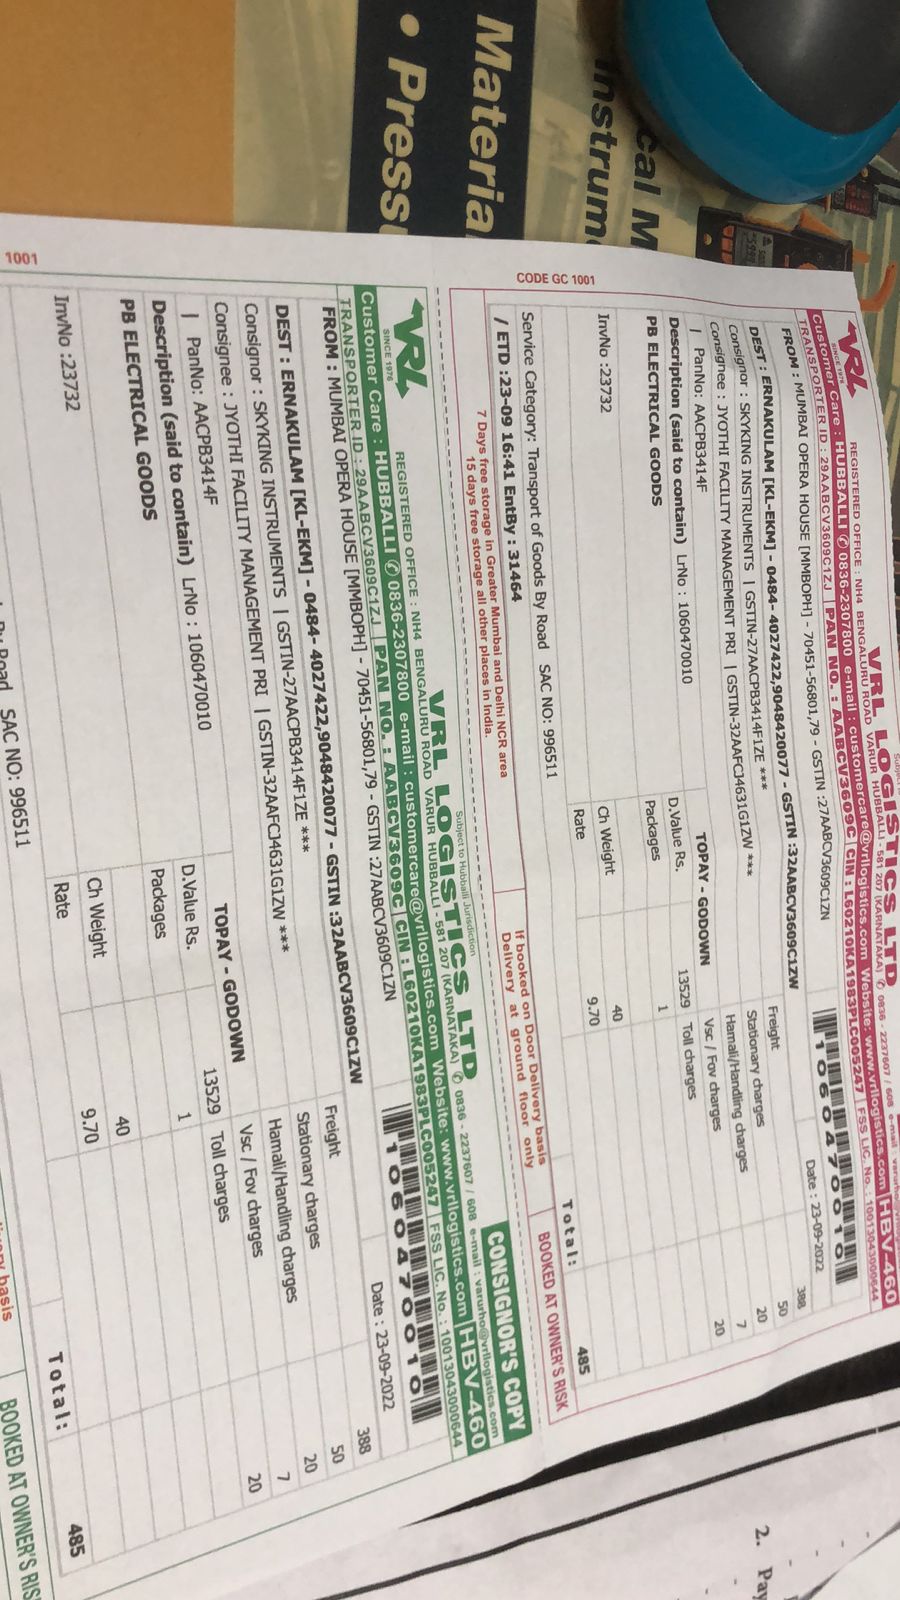 Materia
• Press
cal M
instrum
CODE GC 1001
VRL
SINCE 1976
VRL LOGISTICS LTD
REGISTERED OFFICE : NH4 BENGALURU ROAD VARUR HUBBALLI - 581 207 (KARNATAKA) ✆ 0836 - 2237607 / 608 e-mail :
Customer Care : HUBBALLI ✆ 0836-2307800 e-mail : customercare@vrllogistics.com Website: www.vrllogistics.com HBV-460
TRANSPORTER ID : 29AABCV3609C1ZJ | PAN NO. : AABCV3609C | CIN : L60210KA1983PLC005247 | FSS LIC. No. : 10013043000644
FROM : MUMBAI OPERA HOUSE [MMBOPH] - 70451-56801,79 - GSTIN :27AABCV3609C1ZN
1060470010
DEST : ERNAKULAM [KL-EKM] - 0484- 4027422,9048420077 - GSTIN :32AABCV3609C1ZW
Date : 23-09-2022
Consignor : SKYKING INSTRUMENTS | GSTIN-27AACPB3414F1ZE ***
Freight 388
Consignee : JYOTHI FACILITY MANAGEMENT PRI | GSTIN-32AAFCJ4631G1ZW ***
Stationary charges 50
| PanNo: AACPB3414F
TOPAY - GODOWN
Hamali/Handling charges 20
Description (said to contain) LrNo : 1060470010
D.Value Rs. 13529
Vsc / Fov charges 7
PB ELECTRICAL GOODS
Packages 1
Toll charges 20
Ch Weight 40
InvNo :23732
Rate 9.70
Total: 485
Service Category: Transport of Goods By Road SAC NO: 996511
/ ETD :23-09 16:41 EntBy : 31464
If booked on Door Delivery basis
Delivery at ground floor only
BOOKED AT OWNER'S RISK
7 Days free storage in Greater Mumbai and Delhi NCR area
15 days free storage all other places in India.
1001
CONSIGNOR'S COPY
Subject to Hubballi Jurisdiction
VRL
SINCE 1976
VRL LOGISTICS LTD
REGISTERED OFFICE : NH4 BENGALURU ROAD VARUR HUBBALLI - 581 207 (KARNATAKA) ✆ 0836 - 2237607 / 608 e-mail : varurho@vrllogistics.com
Customer Care : HUBBALLI ✆ 0836-2307800 e-mail : customercare@vrllogistics.com Website: www.vrllogistics.com HBV-460
TRANSPORTER ID : 29AABCV3609C1ZJ | PAN NO. : AABCV3609C | CIN : L60210KA1983PLC005247 | FSS LIC. No. : 10013043000644
FROM : MUMBAI OPERA HOUSE [MMBOPH] - 70451-56801,79 - GSTIN :27AABCV3609C1ZN
1060470010
DEST : ERNAKULAM [KL-EKM] - 0484- 4027422,9048420077 - GSTIN :32AABCV3609C1ZW
Date : 23-09-2022
Consignor : SKYKING INSTRUMENTS | GSTIN-27AACPB3414F1ZE ***
Freight 388
Consignee : JYOTHI FACILITY MANAGEMENT PRI | GSTIN-32AAFCJ4631G1ZW ***
Stationary charges 50
| PanNo: AACPB3414F
TOPAY - GODOWN
Hamali/Handling charges 20
Description (said to contain) LrNo : 1060470010
D.Value Rs. 13529
Vsc / Fov charges 7
PB ELECTRICAL GOODS
Packages 1
Toll charges 20
Ch Weight 40
InvNo :23732
Rate 9.70
Total: 485
By Road SAC NO: 996511
basis
BOOKED AT OWNER'S RIS
2. Pay